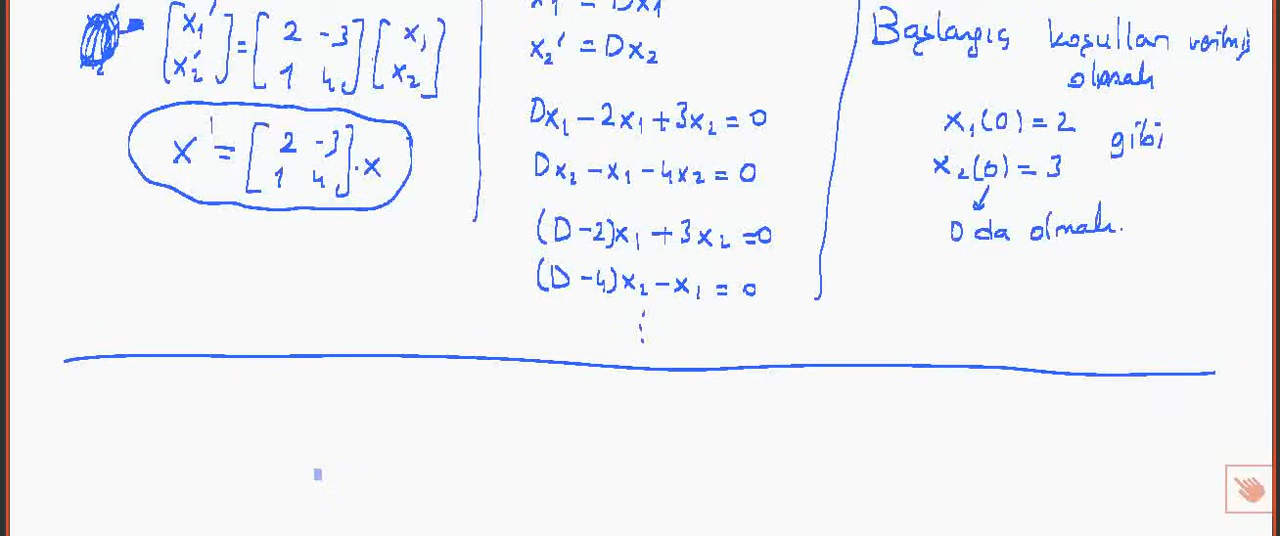 [x₁' x₂'] = [2 -3 1 4] [x₁ x₂]
x' = [2 -3 1 4] . x
x₁' = Dx₁
x₂' = Dx₂
Dx₁ - 2x₁ + 3x₂ = 0
Dx₂ - x₁ - 4x₂ = 0
(D-2)x₁ + 3x₂ = 0
(D-4)x₂ - x₁ = 0
⋮
Başlangıç koşulları verilmiş
olmalı
x₁(0) = 2
gibi
x₂(0) = 3
0 da olmalı.